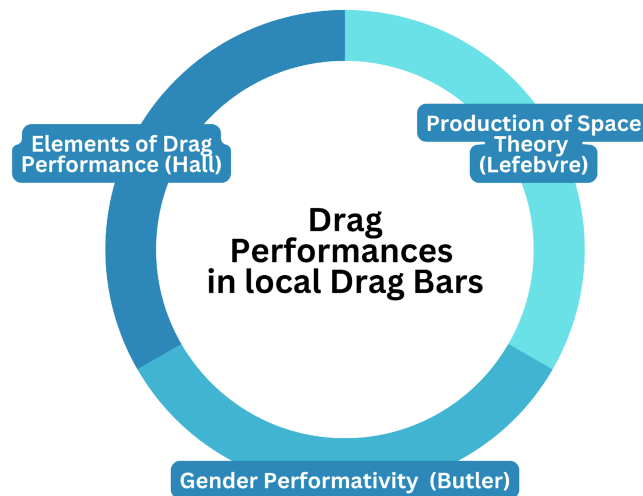 Production of Space
Theory
(Lefebvre)
Elements of Drag
Performance (Hall)
Drag
Performances
in local Drag Bars
Gender Performativity (Butler)